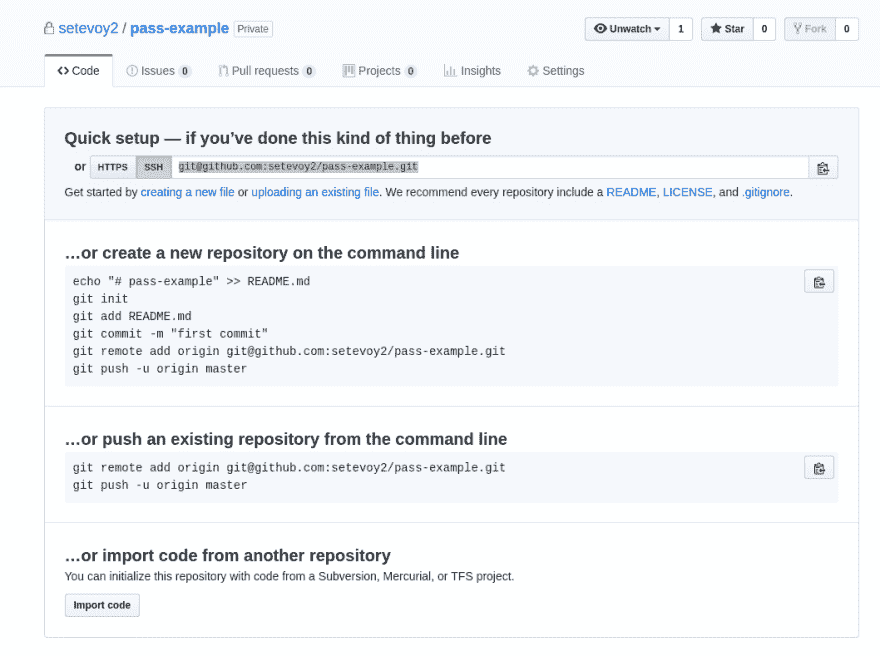 setevoy2 / pass-example Private
Unwatch 1 Star 0 Fork 0
Code Issues 0 Pull requests 0 Projects 0 Insights Settings
Quick setup — if you’ve done this kind of thing before
or HTTPS SSH git@github.com:setevoy2/pass-example.git
Get started by creating a new file or uploading an existing file. We recommend every repository include a README, LICENSE, and .gitignore.
…or create a new repository on the command line
echo "# pass-example" >> README.md
git init
git add README.md
git commit -m "first commit"
git remote add origin git@github.com:setevoy2/pass-example.git
git push -u origin master
…or push an existing repository from the command line
git remote add origin git@github.com:setevoy2/pass-example.git
git push -u origin master
…or import code from another repository
You can initialize this repository with code from a Subversion, Mercurial, or TFS project.
Import code